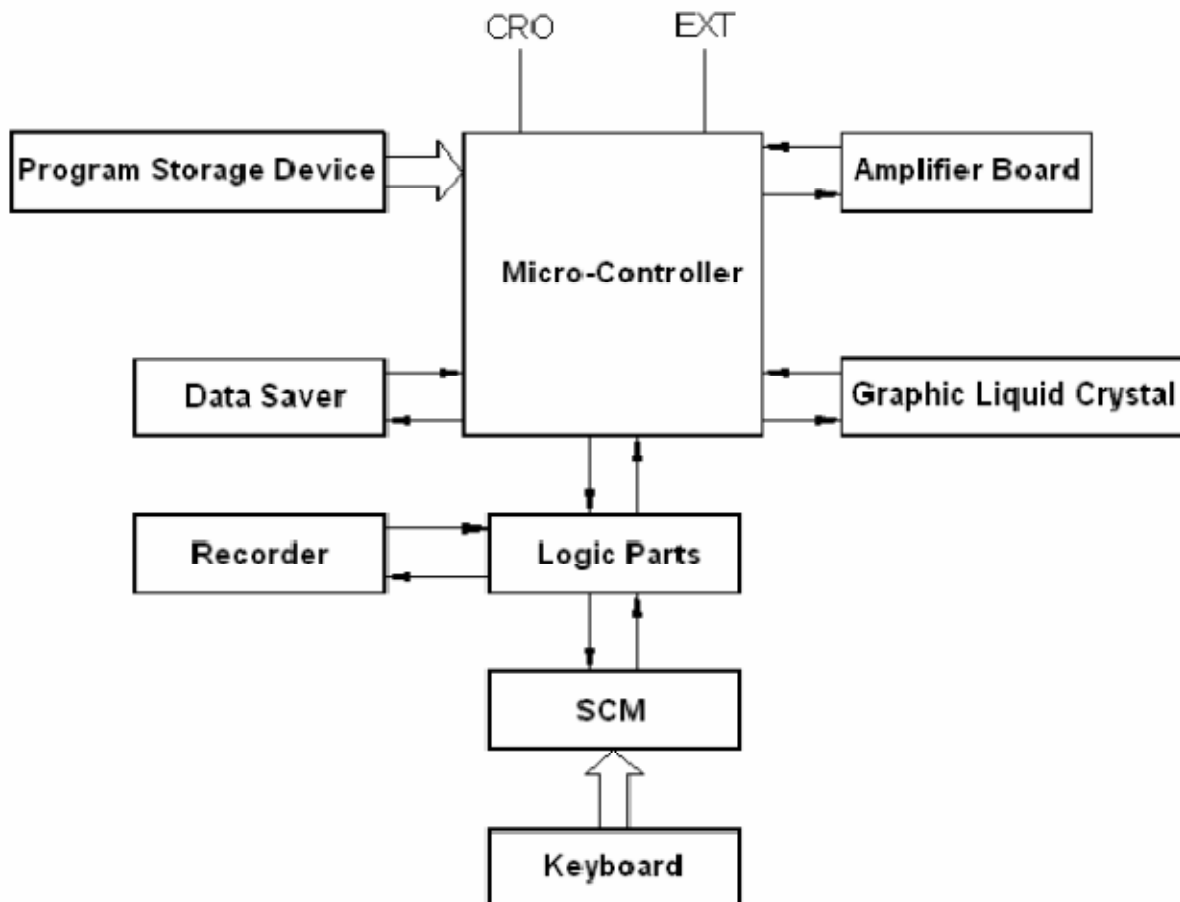 CRO
EXT
Program Storage Device
Amplifier Board
Micro-Controller
Data Saver
Graphic Liquid Crystal
Recorder
Logic Parts
SCM
Keyboard